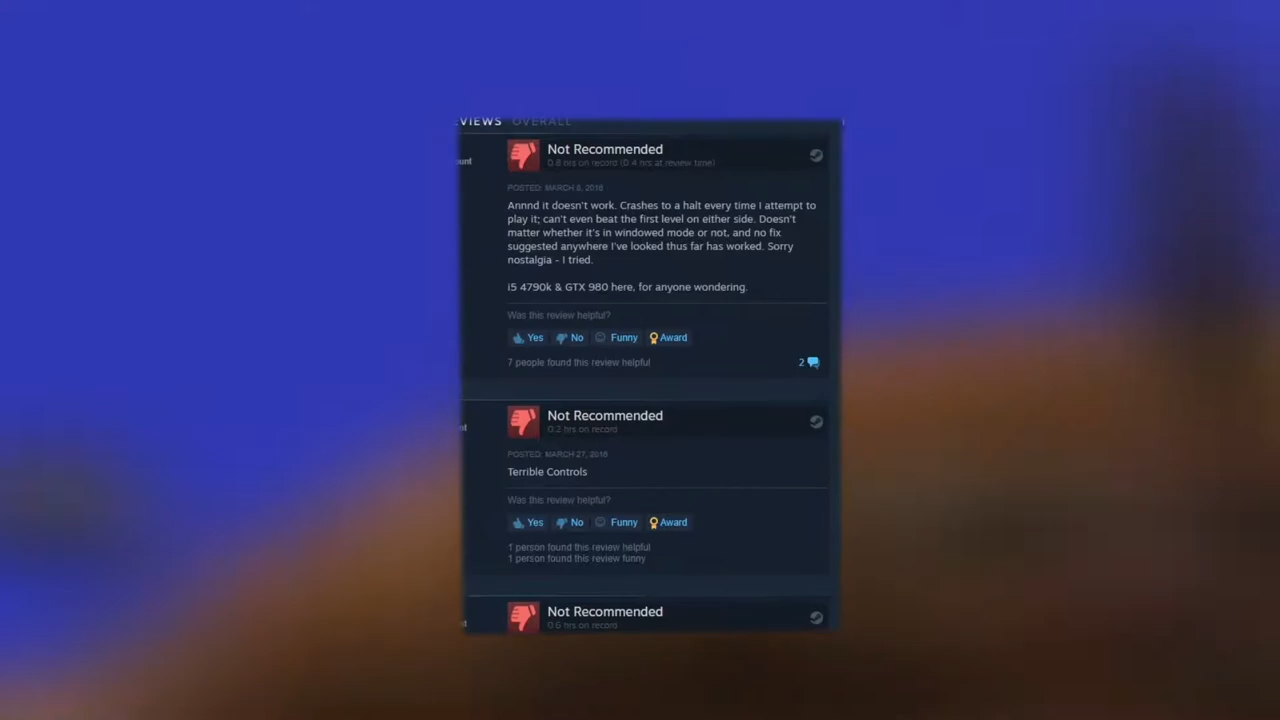 VIEWS OVERALL
Not Recommended
0.8 hrs on record (0.4 hrs at review time)
ount
POSTED: MARCH 8, 2016
Annnd it doesn't work. Crashes to a halt every time I attempt to
play it; can't even beat the first level on either side. Doesn't
matter whether it's in windowed mode or not, and no fix
suggested anywhere I've looked thus far has worked. Sorry
nostalgia - I tried.
i5 4790k & GTX 980 here, for anyone wondering.
Was this review helpful?
Yes No Funny Award
7 people found this review helpful
2
Not Recommended
0.2 hrs on record
nt
POSTED: MARCH 27, 2016
Terrible Controls
Was this review helpful?
Yes No Funny Award
1 person found this review helpful
1 person found this review funny
Not Recommended
0.6 hrs on record